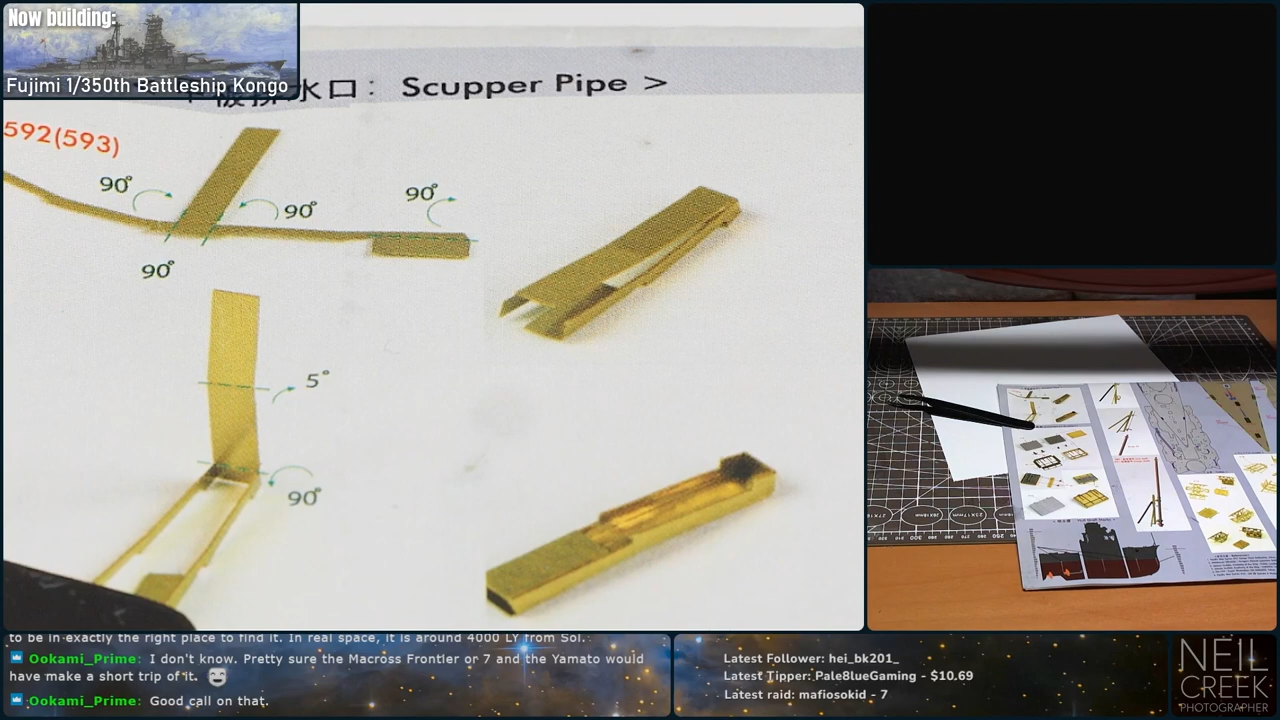 Now building:
Fujimi 1/350th Battleship Kongo
水口: Scupper Pipe >
592(593)
90°
90°
90°
90°
5°
90°
to be in exactly the right place to find it. In real space, it is around 4000 LY from Sol.
Ookami_Prime: I don't know. Pretty sure the Macross Frontier or 7 and the Yamato would
have make a short trip of it.
Ookami_Prime: Good call on that.
Latest Follower: hei_bk201_
Latest Tipper: Pale8lueGaming - $10.69
Latest raid: mafiosokid - 7
NEIL
CREEK
PHOTOGRAPHER